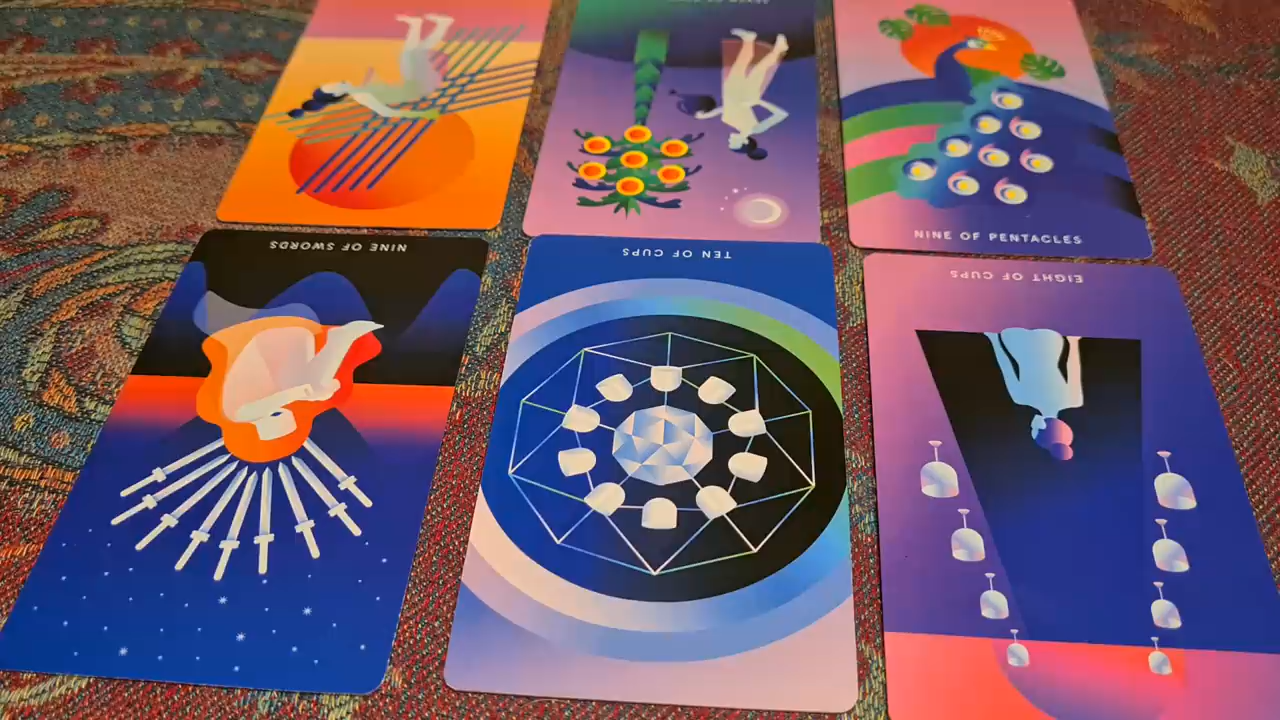 NINE OF PENTACLES
NINE OF SWORDS
TEN OF CUPS
EIGHT OF CUPS